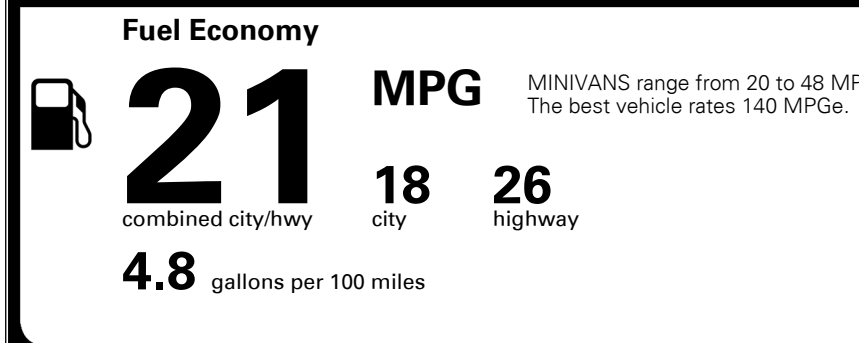 Fuel Economy
21 MPG
MINIVANS range from 20 to 48
The best vehicle rates 140 MPGe.
18 26
combined city/hwy city highway
4.8 gallons per 100 miles